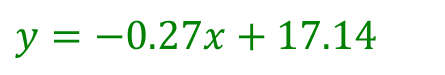 y = −0.27x + 17.14